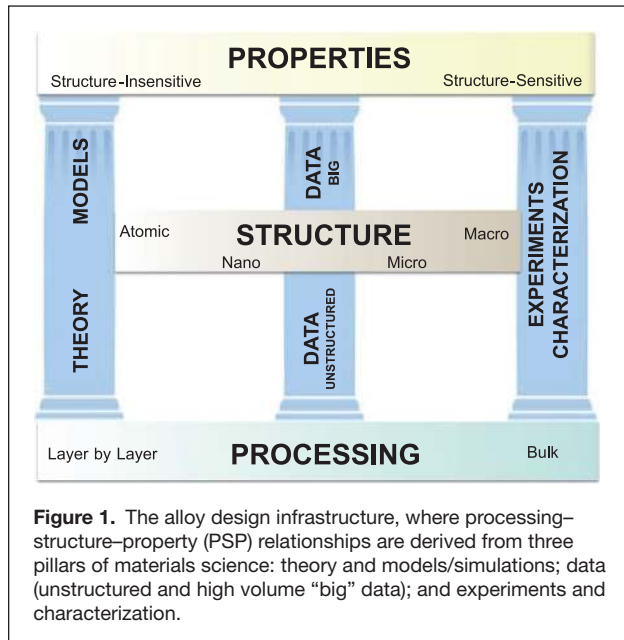 PROPERTIES
Structure-Insensitive
Structure-Sensitive
THEORY MODELS
DATA BIG
EXPERIMENTS
CHARACTERIZATION
Atomic
STRUCTURE
Macro
Nano
Micro
DATA UNSTRUCTURED
Layer by Layer
PROCESSING
Bulk
Figure 1. The alloy design infrastructure, where processing–
structure–property (PSP) relationships are derived from three
pillars of materials science: theory and models/simulations; data
(unstructured and high volume “big” data); and experiments and
characterization.